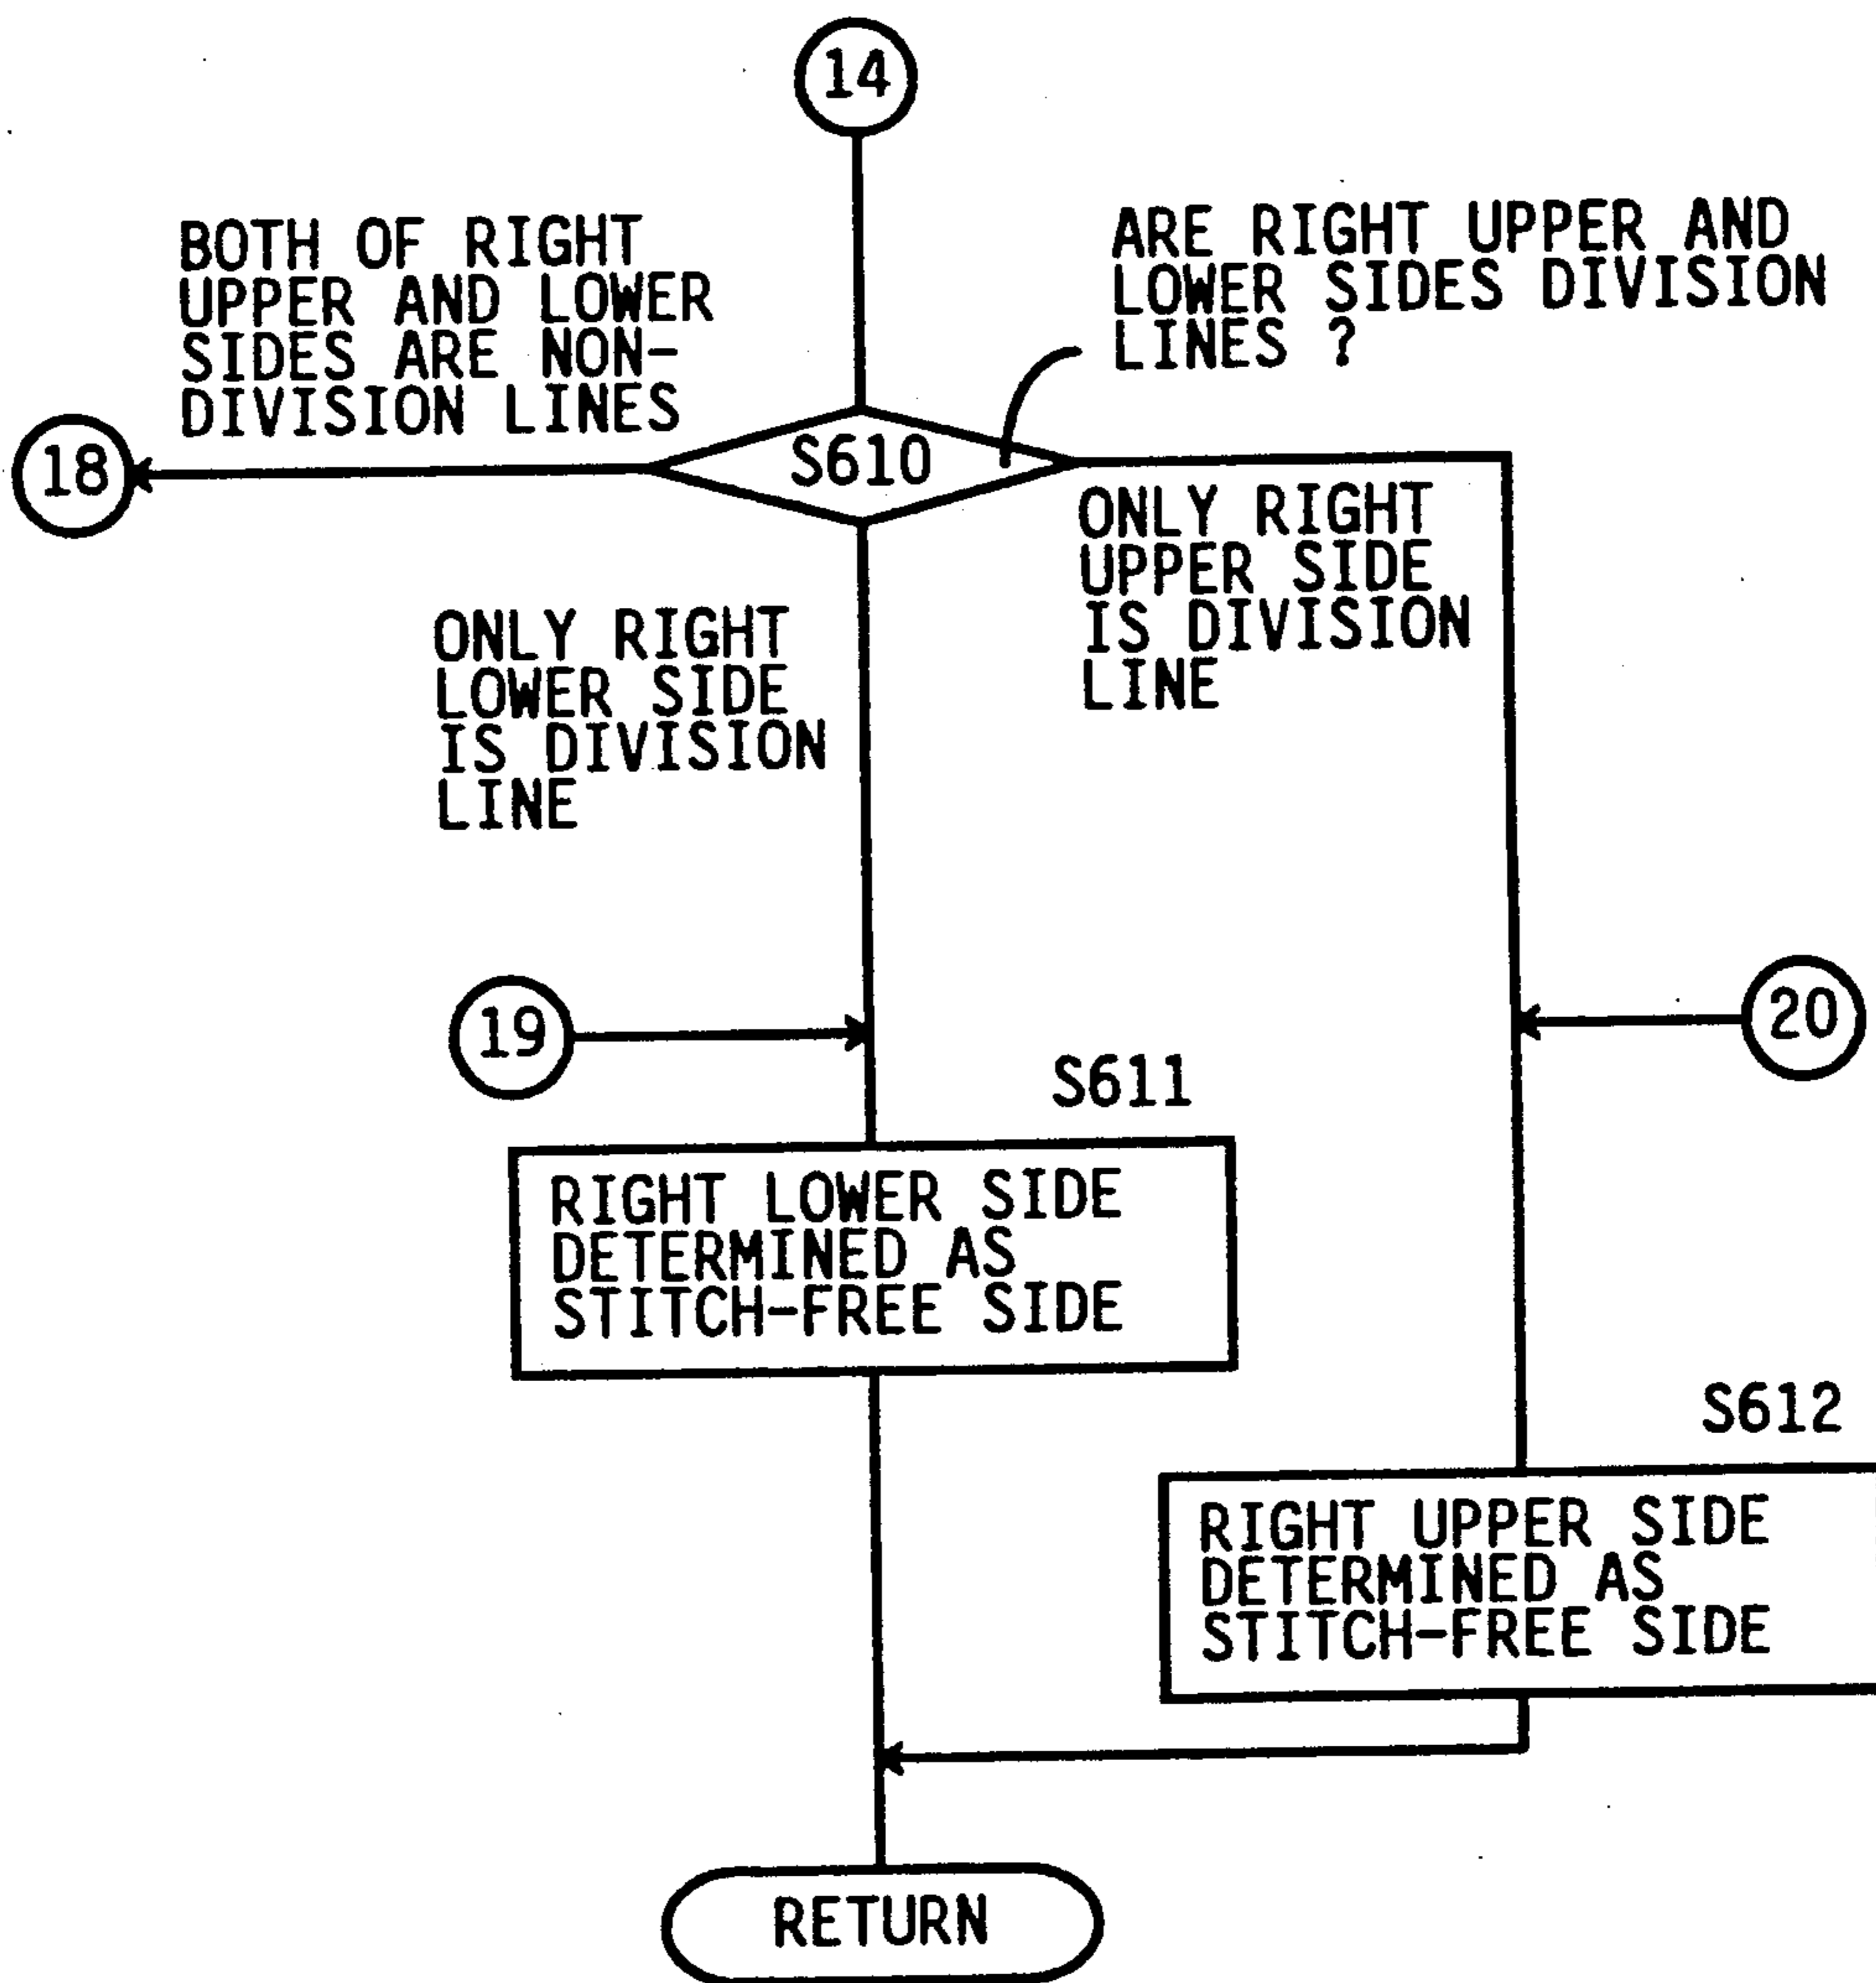 14
BOTH OF RIGHT
UPPER AND LOWER
SIDES ARE NON-
DIVISION LINES
ARE RIGHT UPPER AND
LOWER SIDES DIVISION
LINES ?
18
S610
ONLY RIGHT
UPPER SIDE
IS DIVISION
LINE
ONLY RIGHT
LOWER SIDE
IS DIVISION
LINE
19
20
S611
RIGHT LOWER SIDE
DETERMINED AS
STITCH-FREE SIDE
S612
RIGHT UPPER SIDE
DETERMINED AS
STITCH-FREE SIDE
RETURN